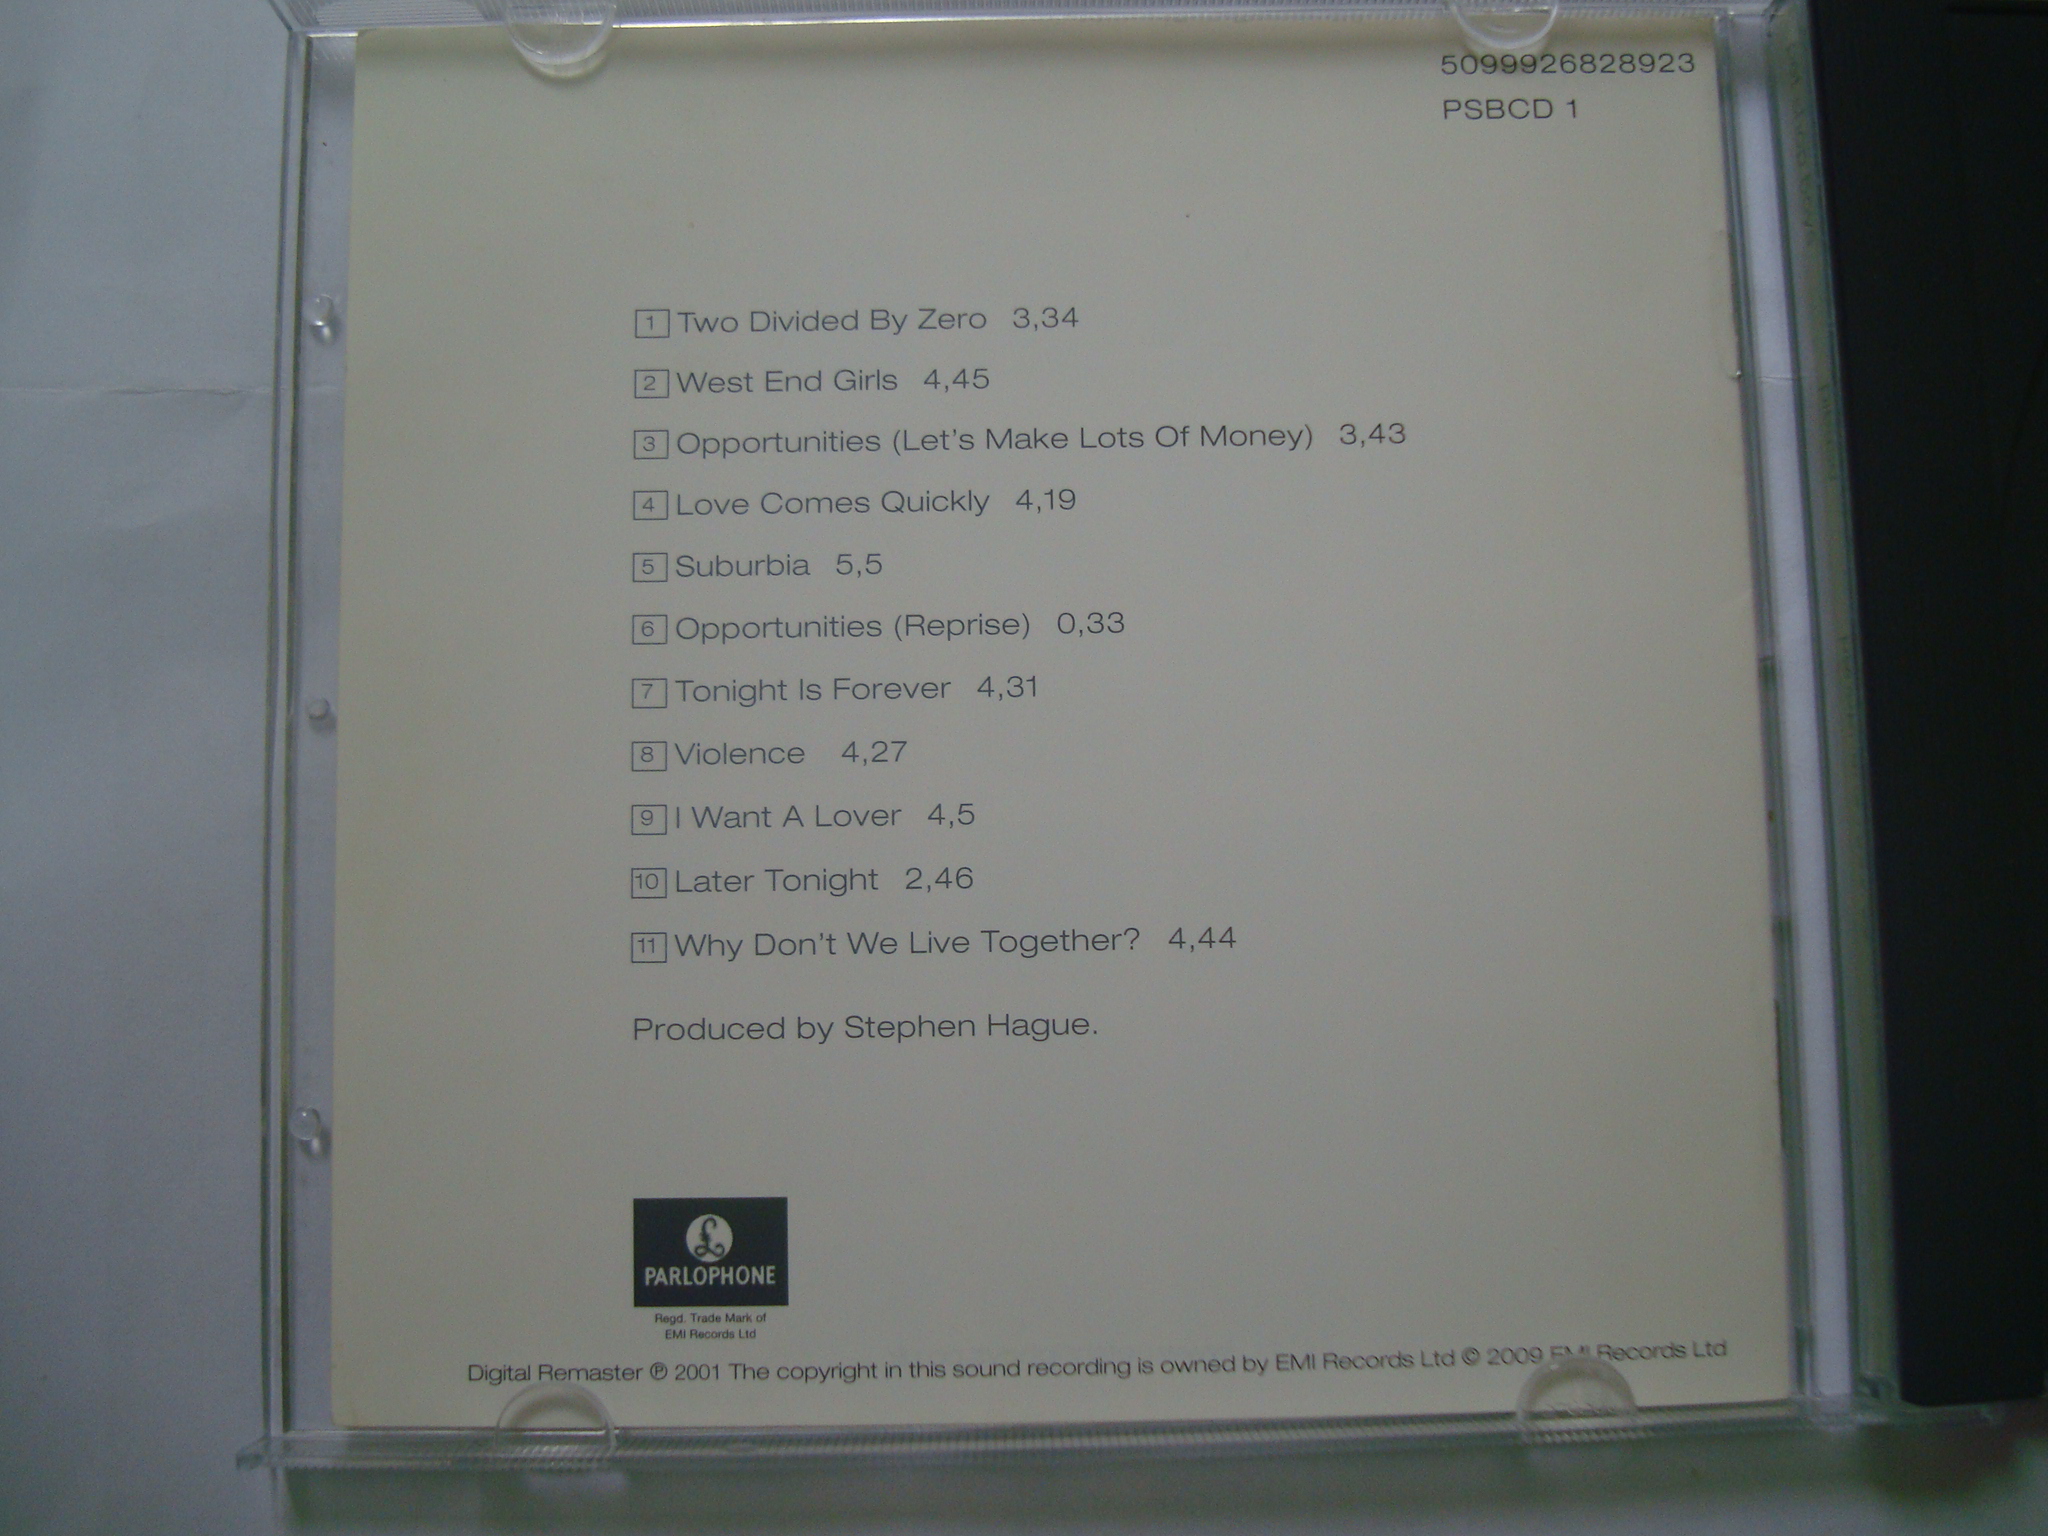 5099926828923
PSBCD 1
1 Two Divided By Zero 3,34
2 West End Girls 4,45
3 Opportunities (Let's Make Lots Of Money) 3,43
4 Love Comes Quickly 4,19
5 Suburbia 5,5
6 Opportunities (Reprise) 0,33
7 Tonight Is Forever 4,31
8 Violence 4,27
9 I Want A Lover 4,5
10 Later Tonight 2,46
11 Why Don't We Live Together? 4,44
Produced by Stephen Hague.
£
PARLOPHONE
Regd. Trade Mark of
EMI Records Ltd
Digital Remaster ℗ 2001 The copyright in this sound recording is owned by EMI Records Ltd © 2009 EMI Records Ltd